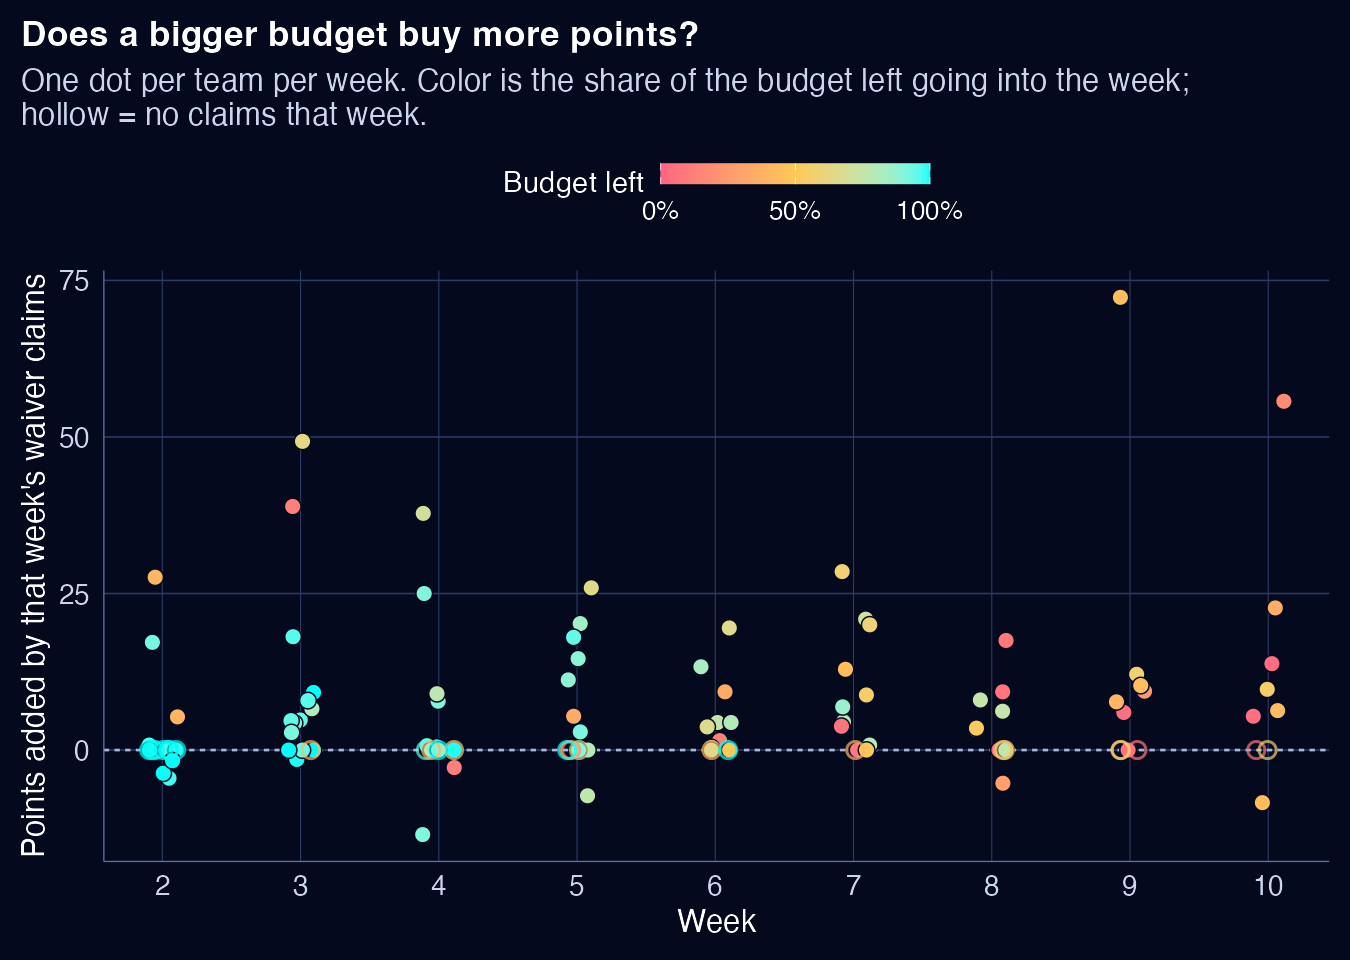 Does a bigger budget buy more points?
One dot per team per week. Color is the share of the budget left going into the week;
hollow = no claims that week.
Budget left
0% 50% 100%
Points added by that week's waiver claims
75
50
25
0
2 3 4 5 6 7 8 9 10
Week